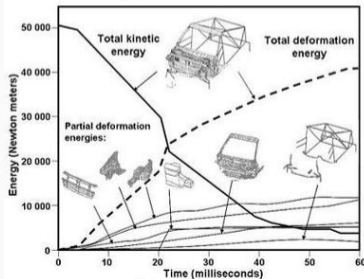 Energy (Newton meters)
50 000
40 000
30 000
20 000
10 000
0
Total kinetic
energy
Total deformation
energy
Partial deformation
energies:
0 10 20 30 40 50 60
Time (milliseconds)